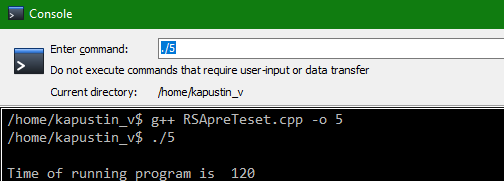 Console
Enter command:
./5
Do not execute commands that require user-input or data transfer
Current directory: /home/kapustin_v
/home/kapustin_v$ g++ RSApreTeset.cpp -o 5
/home/kapustin_v$ ./5
Time of running program is  120